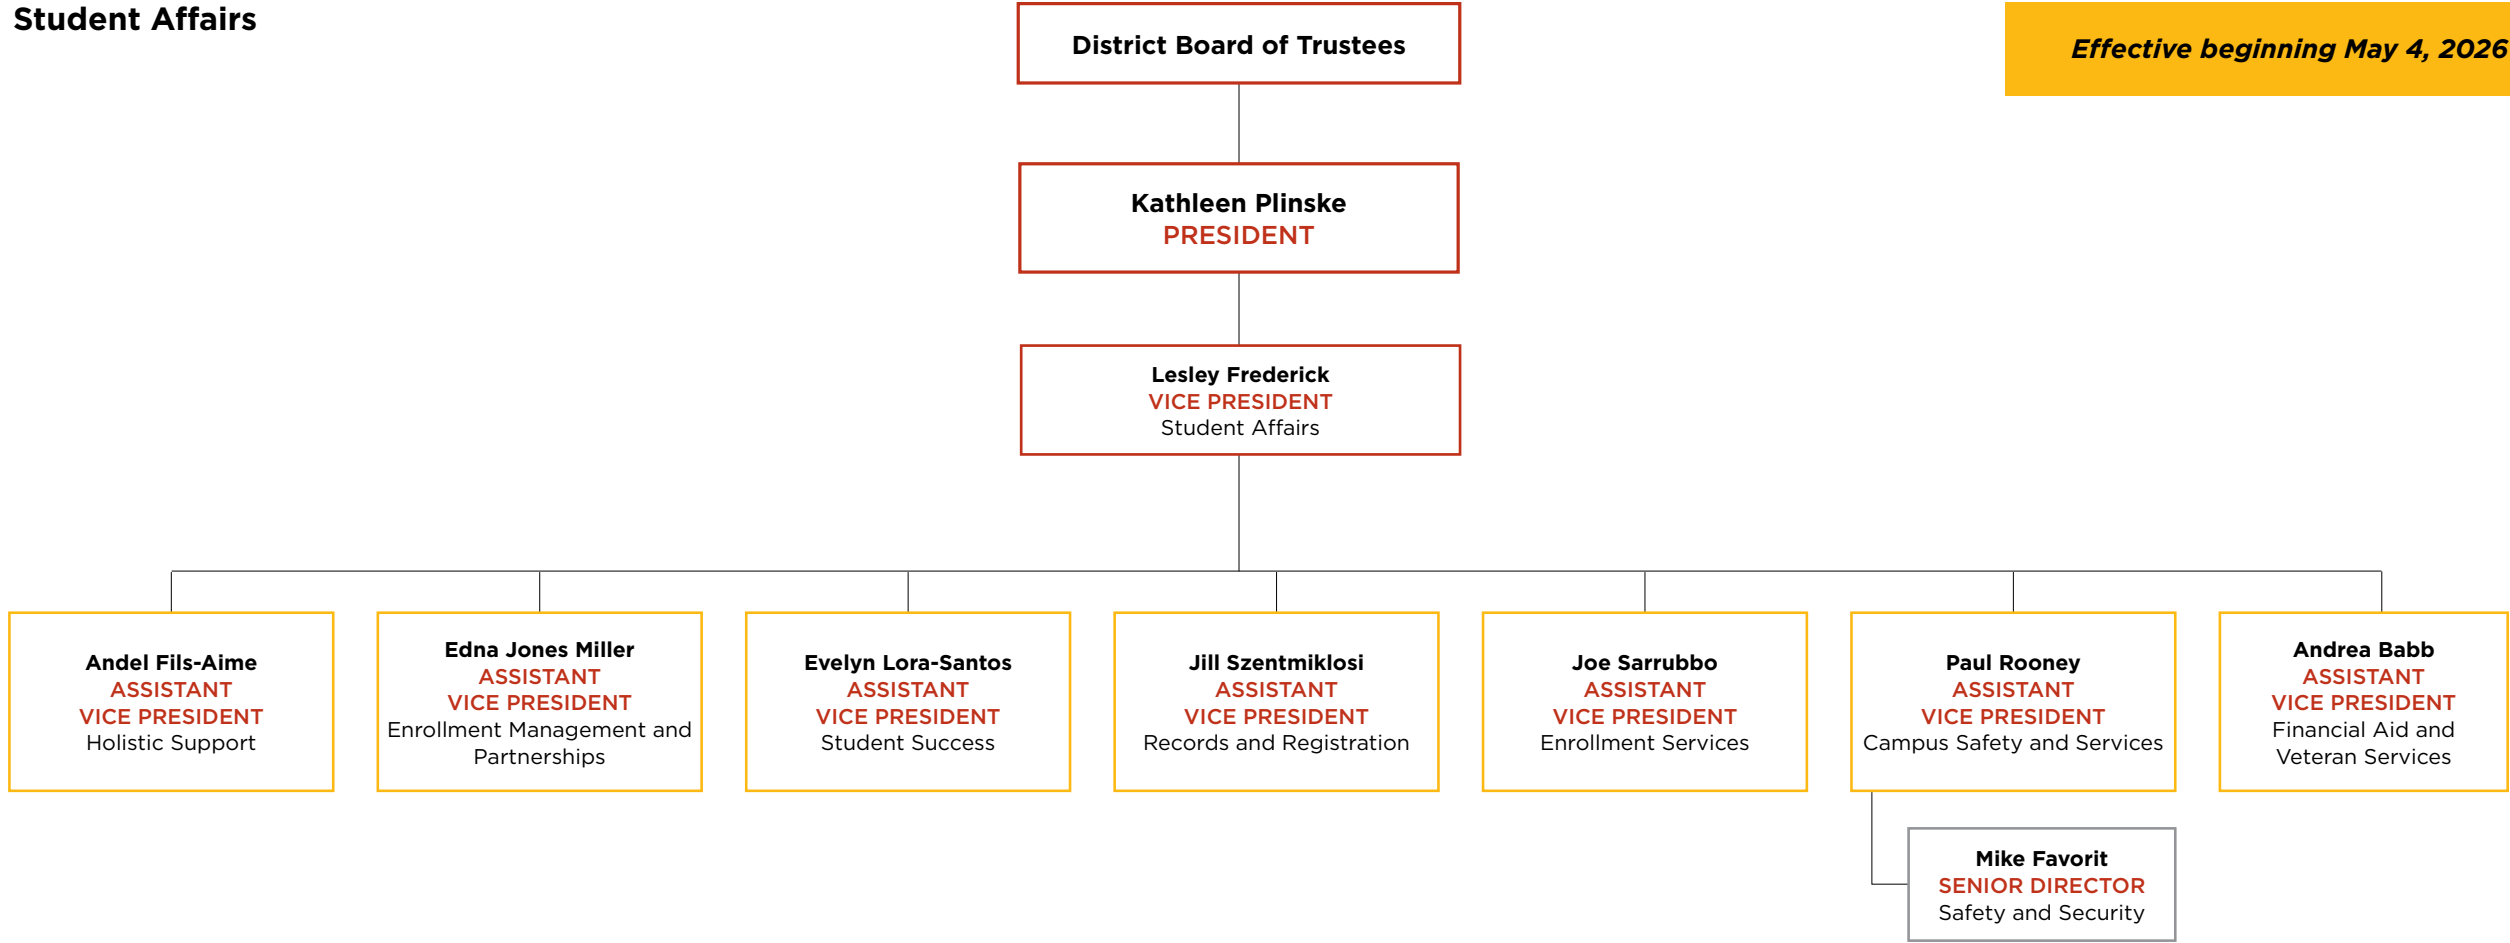 Student Affairs
District Board of Trustees
Effective beginning May 4, 2026
Kathleen Plinske
PRESIDENT
Lesley Frederick
VICE PRESIDENT
Student Affairs
Andel Fils-Aime
ASSISTANT
VICE PRESIDENT
Holistic Support
Edna Jones Miller
ASSISTANT
VICE PRESIDENT
Enrollment Management and
Partnerships
Evelyn Lora-Santos
ASSISTANT
VICE PRESIDENT
Student Success
Jill Szentmiklosi
ASSISTANT
VICE PRESIDENT
Records and Registration
Joe Sarrubbo
ASSISTANT
VICE PRESIDENT
Enrollment Services
Paul Rooney
ASSISTANT
VICE PRESIDENT
Campus Safety and Services
Andrea Babb
ASSISTANT
VICE PRESIDENT
Financial Aid and
Veteran Services
Mike Favorit
SENIOR DIRECTOR
Safety and Security